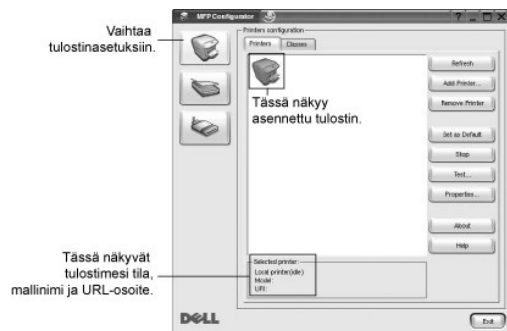 MFP Configurator
Vaihtaa
tulostinasetuksiin.
Printers configuration
Printers
Classes
Refresh
Add Printer...
Remove Printer
Set as Default
Stop
Test...
Properties...
About
Help
Tässä näkyy
asennettu tulostin.
Tässä näkyvät
tulostimesi tila,
mallinimi ja URL-osoite.
Selected printer:
Local printer(idle)
Model:
URI:
DELL
Exit